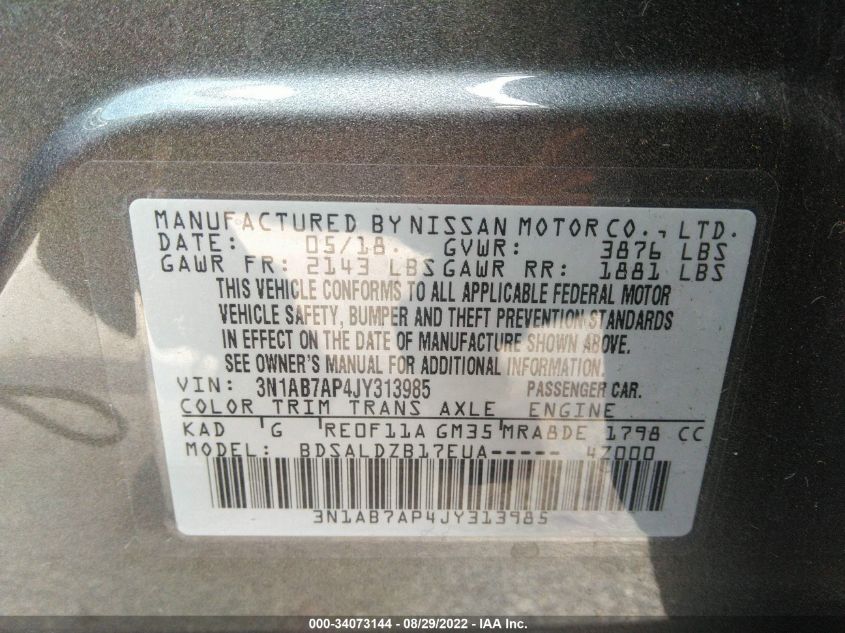 MANUFACTURED BY NISSAN MOTOR CO., LTD.
DATE: 05/18 GVWR: 3876 LBS
GAWR FR: 2143 LBS GAWR RR: 1881 LBS
THIS VEHICLE CONFORMS TO ALL APPLICABLE FEDERAL MOTOR
VEHICLE SAFETY, BUMPER AND THEFT PREVENTION STANDARDS
IN EFFECT ON THE DATE OF MANUFACTURE SHOWN ABOVE.
SEE OWNER'S MANUAL FOR ADDITIONAL INFORMATION.
VIN: 3N1AB7AP4JY313985 PASSENGER CAR.
COLOR TRIM TRANS AXLE ENGINE
KAD G RE0F11A GM35 MRA8DE 1798 CC
MODEL: BDSALDZB17EUA----- 4Z000
3N1AB7AP4JY313985
000-34073144 - 08/29/2022 - IAA Inc.